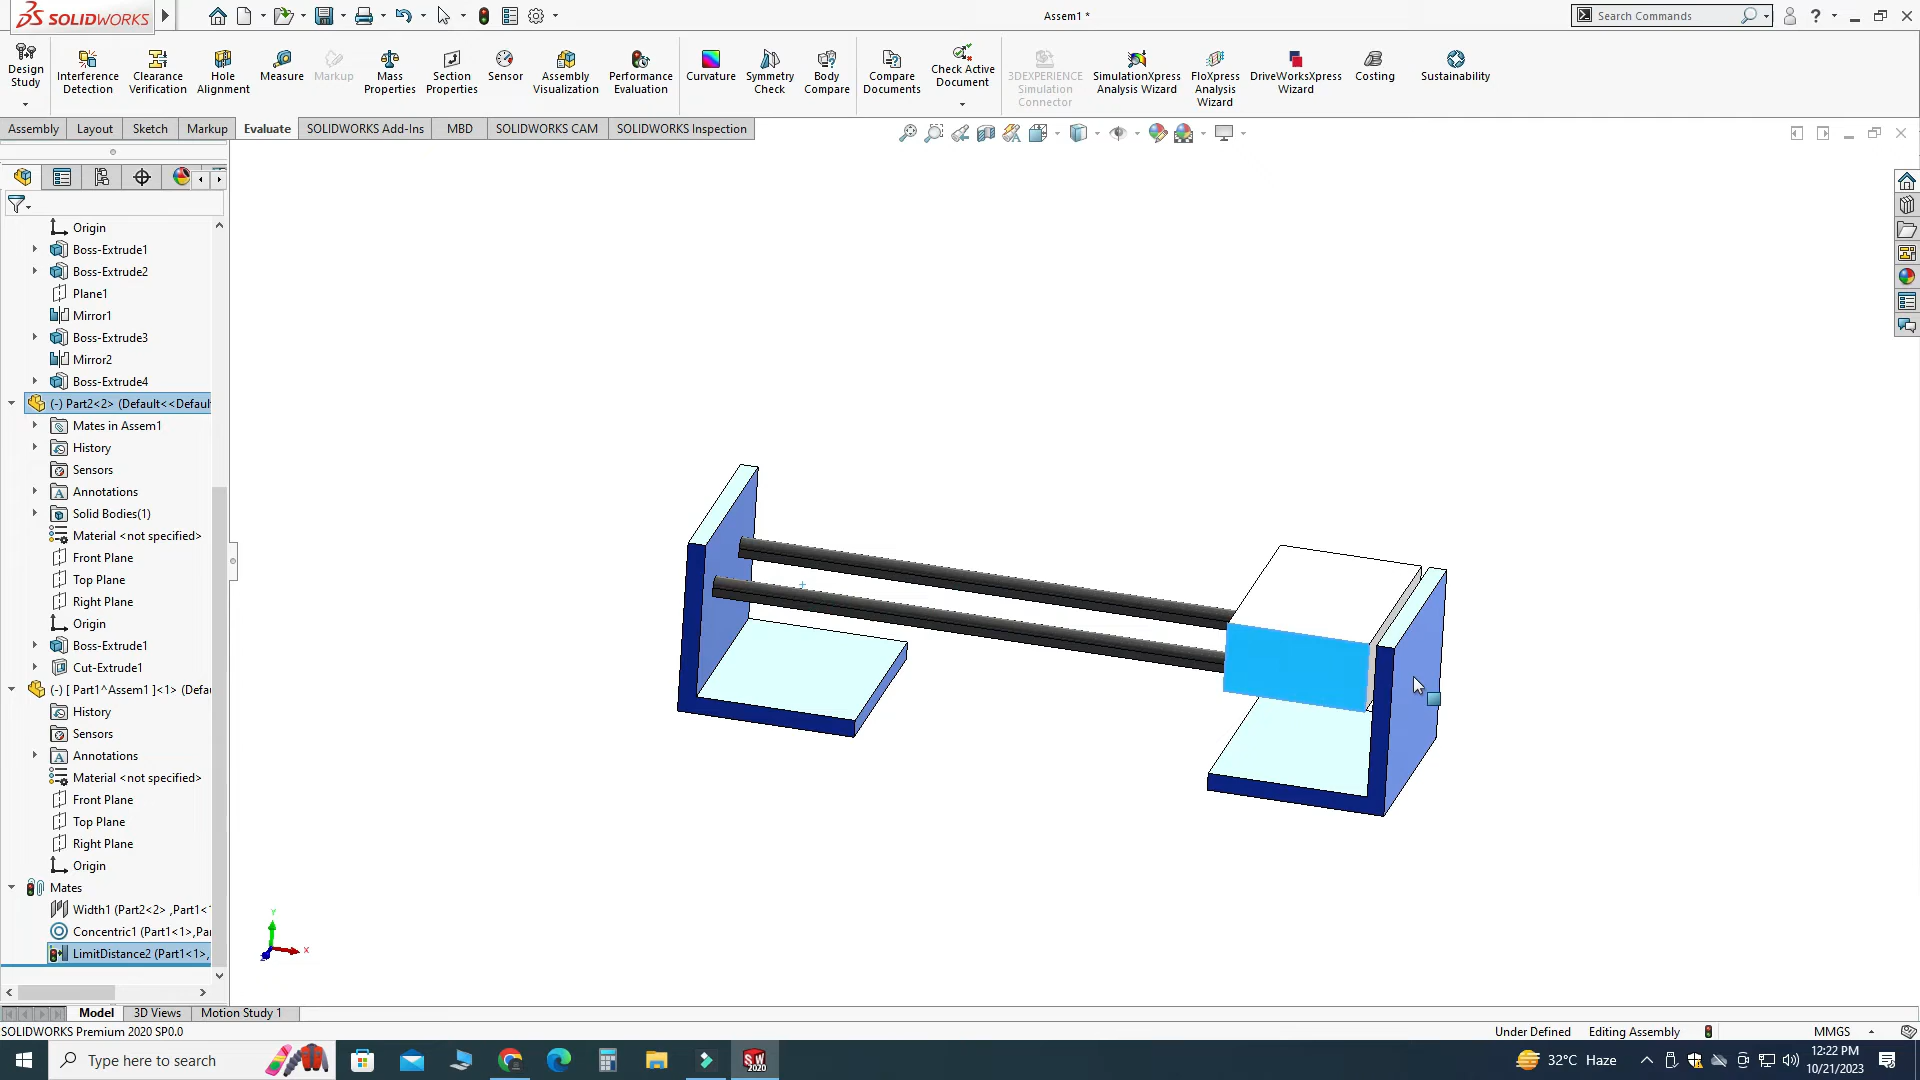 SOLIDWORKS
Assem1 *
Search Commands
Design Study
Interference Detection
Clearance Verification
Hole Alignment
Measure
Markup
Mass Properties
Section Properties
Sensor
Assembly Visualization
Performance Evaluation
Curvature
Symmetry Check
Body Compare
Compare Documents
Check Active Document
3DEXPERIENCE Simulation Connector
SimulationXpress Analysis Wizard
FloXpress Analysis Wizard
DriveWorksXpress Wizard
Costing
Sustainability
Assembly
Layout
Sketch
Markup
Evaluate
SOLIDWORKS Add-Ins
MBD
SOLIDWORKS CAM
SOLIDWORKS Inspection
Origin
Boss-Extrude1
Boss-Extrude2
Plane1
Mirror1
Boss-Extrude3
Mirror2
Boss-Extrude4
(-) Part2<2> (Default<<Defaul
Mates in Assem1
History
Sensors
Annotations
Solid Bodies(1)
Material <not specified>
Front Plane
Top Plane
Right Plane
Origin
Boss-Extrude1
Cut-Extrude1
(-) [ Part1^Assem1 ]<1> (Defau
History
Sensors
Annotations
Material <not specified>
Front Plane
Top Plane
Right Plane
Origin
Mates
Width1 (Part2<2> ,Part1<1
Concentric1 (Part1<1>,Par
LimitDistance2 (Part1<1>,
Y
X
Z
Model
3D Views
Motion Study 1
SOLIDWORKS Premium 2020 SP0.0
Under Defined
Editing Assembly
MMGS
Type here to search
SW
2020
32°C Haze
12:22 PM
10/21/2023